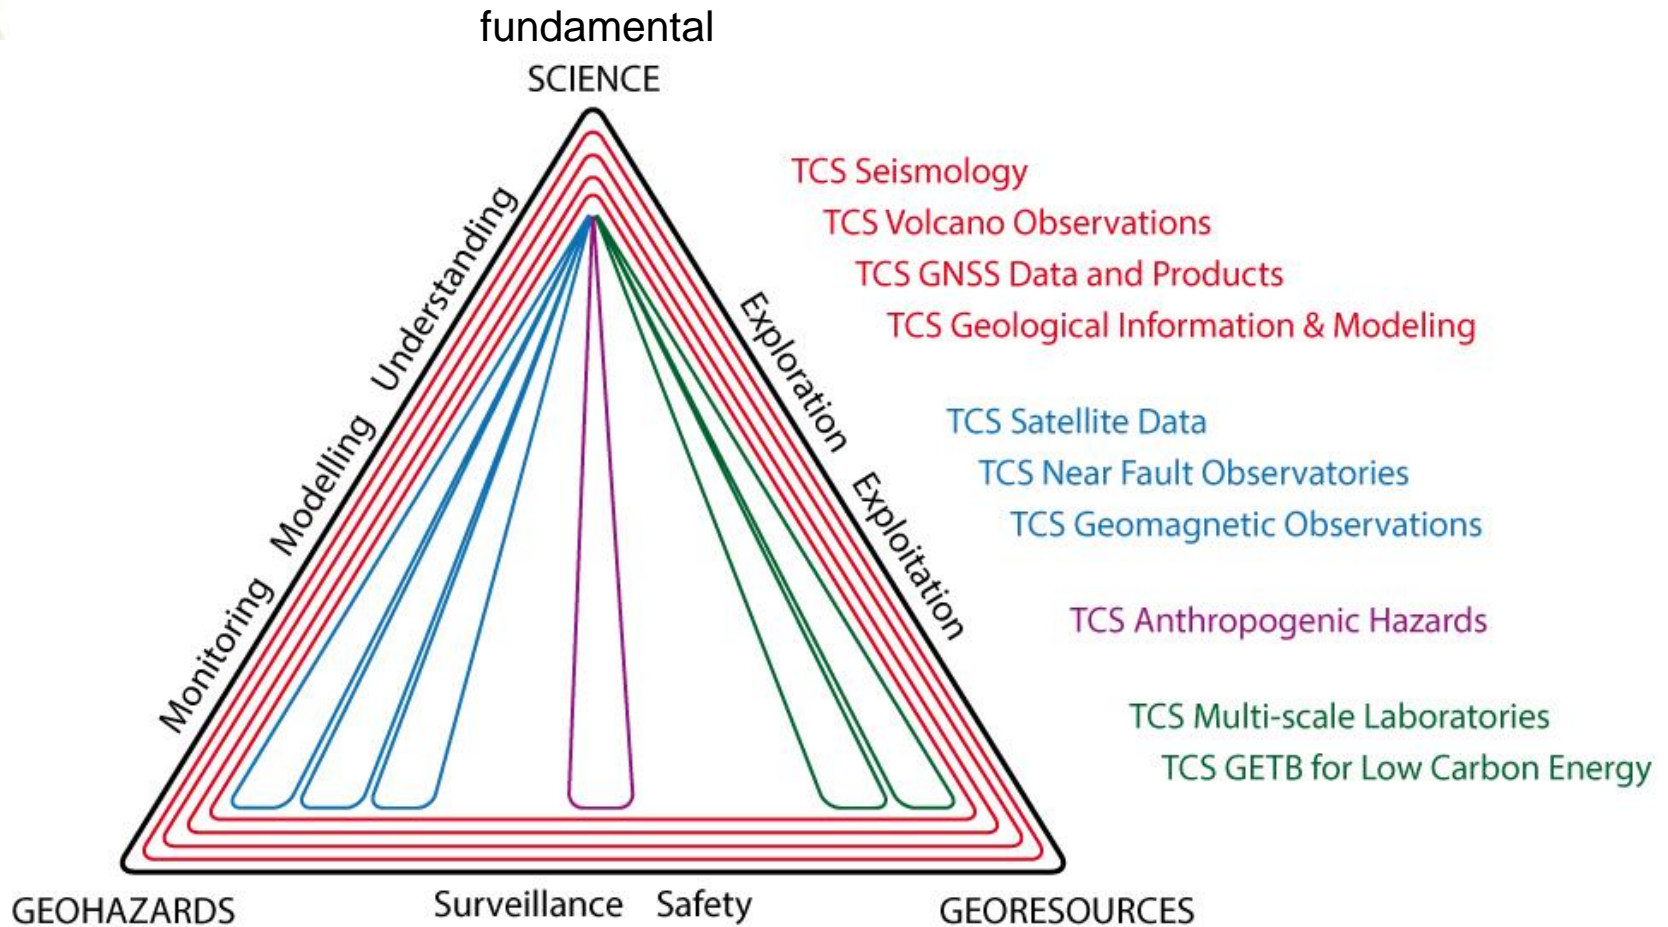 fundamental
SCIENCE
Understanding
Modelling
Monitoring
Exploration
Exploitation
TCS Seismology
TCS Volcano Observations
TCS GNSS Data and Products
TCS Geological Information & Modeling
TCS Satellite Data
TCS Near Fault Observatories
TCS Geomagnetic Observations
TCS Anthropogenic Hazards
TCS Multi-scale Laboratories
TCS GETB for Low Carbon Energy
GEOHAZARDS
Surveillance Safety
GEORESOURCES